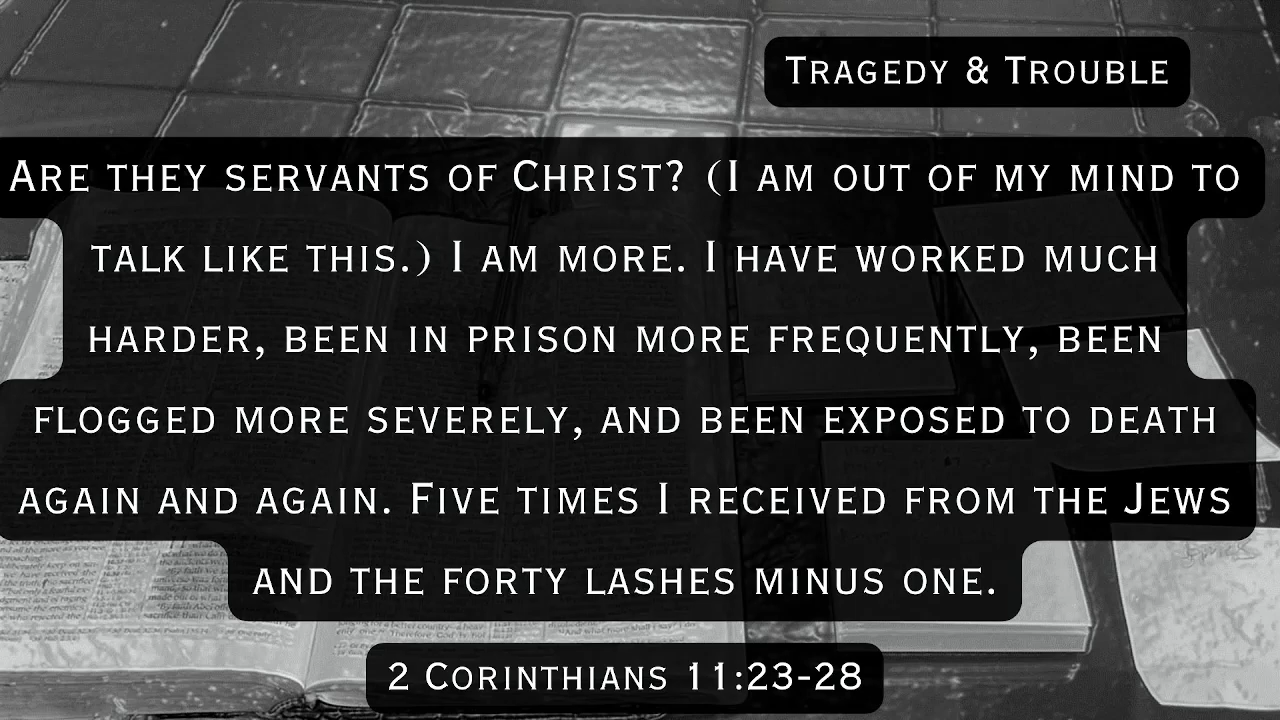 Tragedy & Trouble
Are they servants of Christ? (I am out of my mind to
talk like this.) I am more. I have worked much
harder, been in prison more frequently, been
flogged more severely, and been exposed to death
again and again. Five times I received from the Jews
and the forty lashes minus one.
2 Corinthians 11:23-28